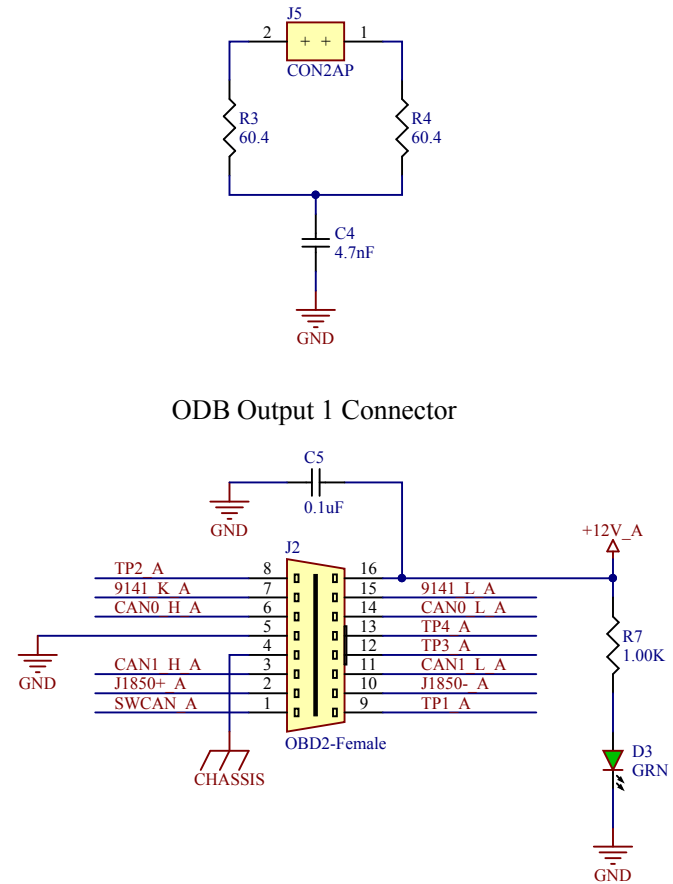 J5
2 + + 1
CON2AP
R3
60.4
R4
60.4
C4
4.7nF
GND
ODB Output 1 Connector
C5
0.1uF
GND
+12V_A
J2
TP2_A 8 16
9141_K_A 7 15 9141_L_A
CAN0_H_A 6 14 CAN0_L_A
5 13 TP4_A
4 12 TP3_A
CAN1_H_A 3 11 CAN1_L_A
J1850+_A 2 10 J1850-_A
SWCAN_A 1 9 TP1_A
GND
R7
1.00K
OBD2-Female
CHASSIS
D3
GRN
GND